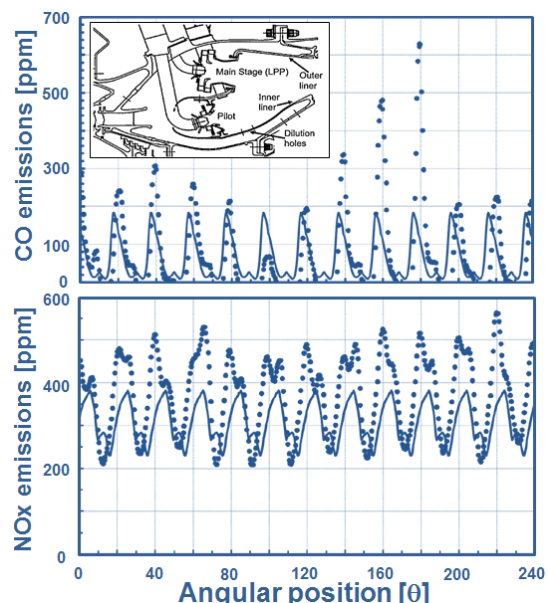 700
500
300
100
0
CO emissions [ppm]
Main Stage (LPP)
Outer
liner
Inner
liner
Pilot
Dilution
holes
600
400
200
0
NOx emissions [ppm]
0 40 80 120 160 200 240
Angular position [θ]